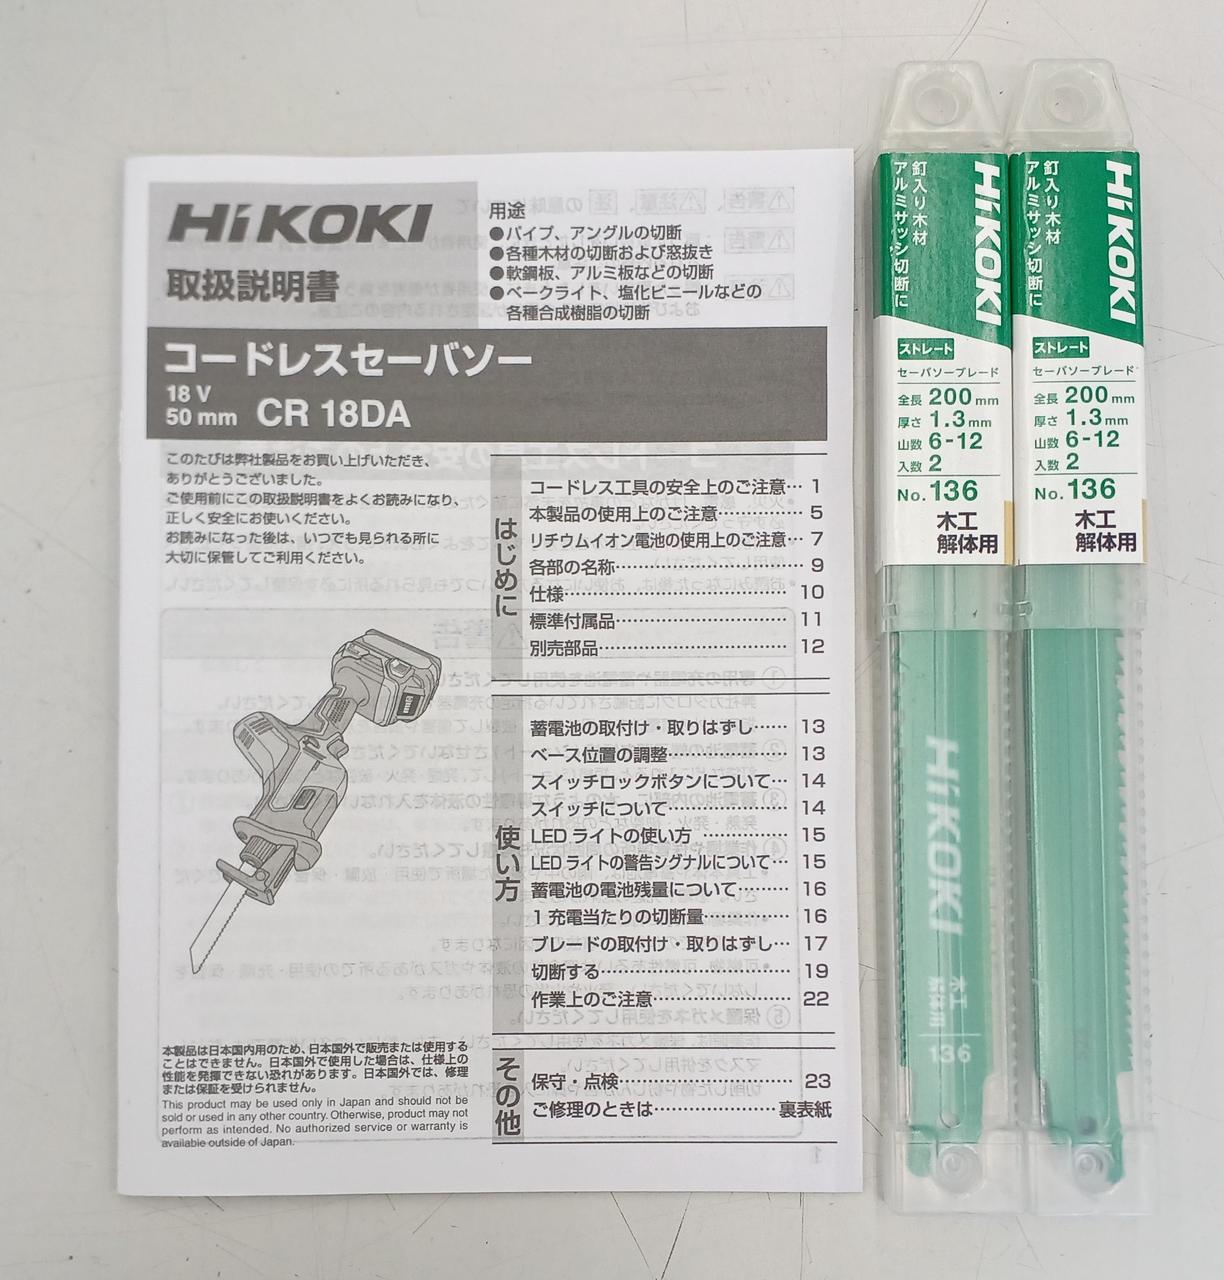 HiKOKI
取扱説明書
用途
●パイプ、アングルの切断
●各種木材の切断および窓抜き
●軟鋼板、アルミ板などの切断
●ベークライト、塩化ビニールなどの
各種合成樹脂の切断
コードレスセーバソー
18 V
50 mm CR 18DA
このたびは弊社製品をお買い上げいただき、
ありがとうございました。
ご使用前にこの取扱説明書をよくお読みになり、
正しく安全にお使いください。
お読みになった後は、いつでも見られる所に
大切に保管してご利用ください。
はじめに
コードレス工具の安全上のご注意… 1
本製品の使用上のご注意…………… 5
リチウムイオン電池の使用上のご注意… 7
各部の名称………………………… 9
仕様………………………………… 10
標準付属品………………………… 11
別売部品…………………………… 12
使い方
蓄電池の取付け・取りはずし…… 13
ベース位置の調整………………… 13
スイッチロックボタンについて… 14
スイッチについて………………… 14
LEDライトの使い方……………… 15
LEDライトの警告シグナルについて… 15
蓄電池の電池残量について……… 16
1充電当たりの切断量…………… 16
ブレードの取付け・取りはずし… 17
切断する…………………………… 19
作業上のご注意…………………… 22
その他
保守・点検………………………… 23
ご修理のときは…………………裏表紙
本製品は日本国内用のため、日本国外で販売または使用する
ことはできません。日本国外で使用した場合は、仕様上の
性能を発揮できない恐れがあります。日本国外では、修理
または保証を受けられません。
This product may be used only in Japan and should not be
sold or used in any other country. Otherwise, product may not
perform as intended. No authorized service or warranty is
available outside of Japan.
HiKOKI
釘入り木材
アルミサッシ切断に
ストレート
セーバソーブレード
全長 200 mm
厚さ 1.3 mm
山数 6-12
入数 2
No. 136
木工
解体用
HiKOKI
136
HiKOKI
釘入り木材
アルミサッシ切断に
ストレート
セーバソーブレード
全長 200 mm
厚さ 1.3 mm
山数 6-12
入数 2
No. 136
木工
解体用